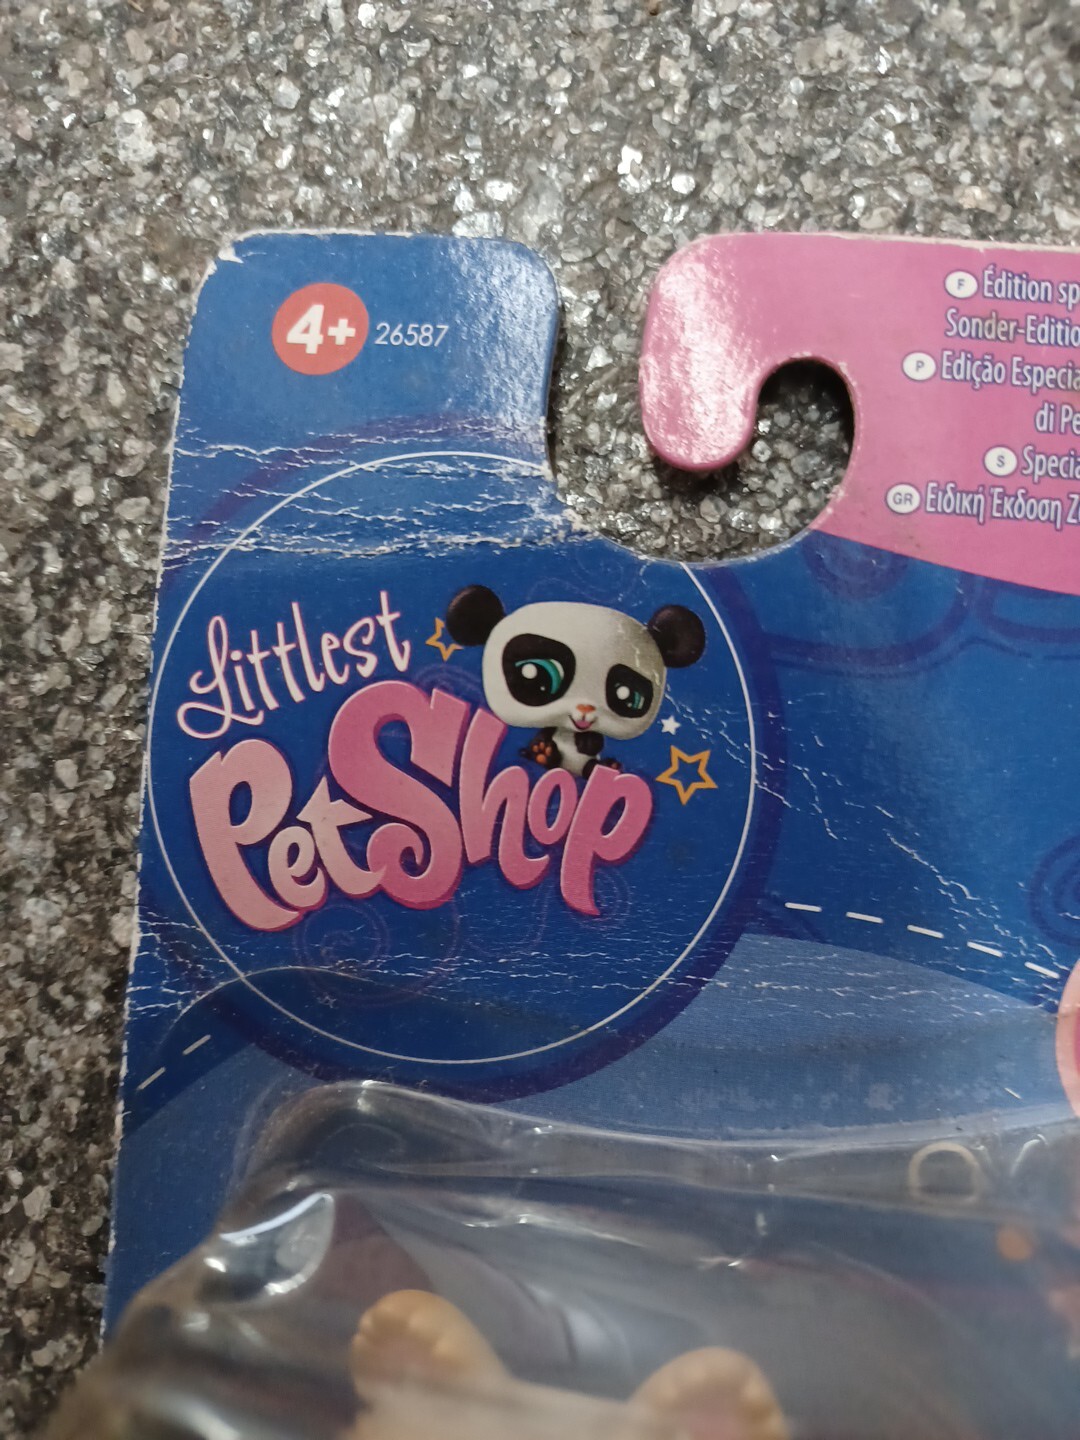 4+ 26587
F Édition sp
Sonder-Editio
P Edição Especia
di Pe
S Specia
GR Ειδική Έκδοση Ζ
Littlest
PetShop